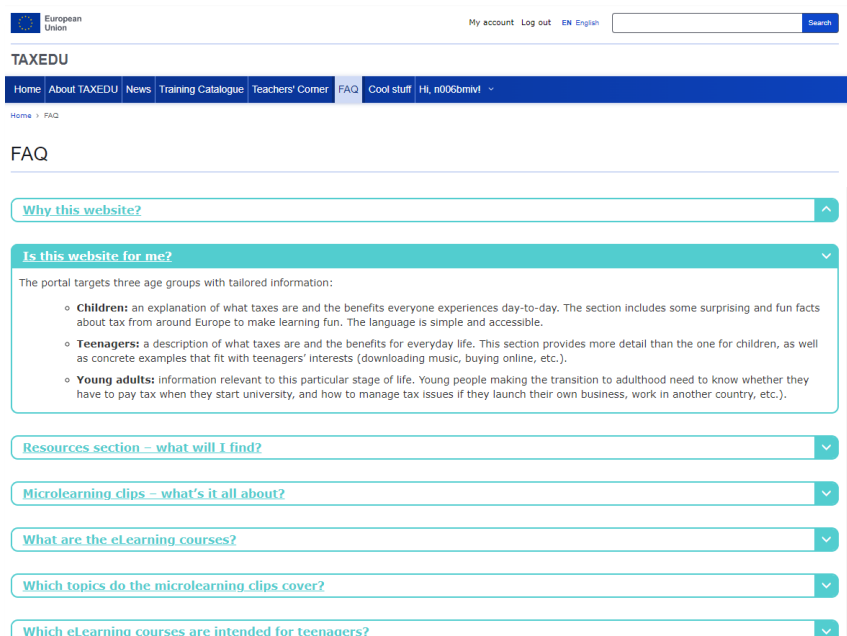 European
Union
My account Log out EN English
Search
TAXEDU
Home About TAXEDU News Training Catalogue Teachers' Corner FAQ Cool stuff Hi, n006bmiv!
Home > FAQ
FAQ
Why this website?
Is this website for me?
The portal targets three age groups with tailored information:
Children: an explanation of what taxes are and the benefits everyone experiences day-to-day. The section includes some surprising and fun facts
about tax from around Europe to make learning fun. The language is simple and accessible.
Teenagers: a description of what taxes are and the benefits for everyday life. This section provides more detail than the one for children, as well
as concrete examples that fit with teenagers' interests (downloading music, buying online, etc.).
Young adults: information relevant to this particular stage of life. Young people making the transition to adulthood need to know whether they
have to pay tax when they start university, and how to manage tax issues if they launch their own business, work in another country, etc.).
Resources section – what will I find?
Microlearning clips – what's it all about?
What are the eLearning courses?
Which topics do the microlearning clips cover?
Which eLearning courses are intended for teenagers?